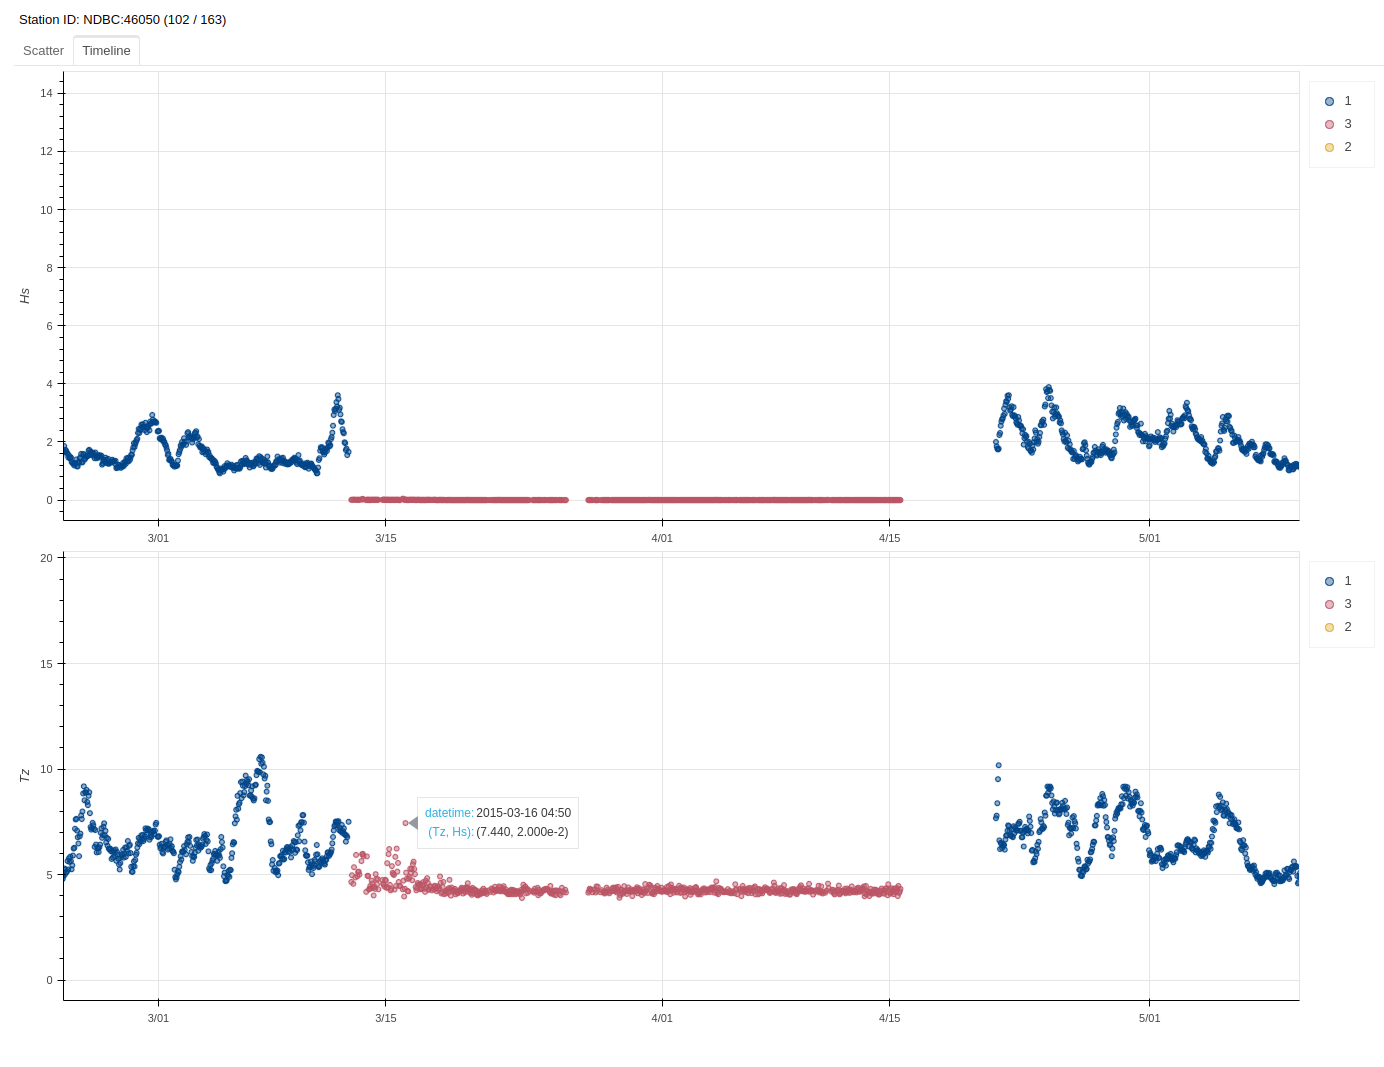 Station ID: NDBC:46050 (102 / 163)
Scatter Timeline
14
12
10
8
6
4
2
0
Hs
3/01 3/15 4/01 4/15 5/01
1
3
2
20
15
10
5
0
Tz
datetime: 2015-03-16 04:50
(Tz, Hs): (7.440, 2.000e-2)
3/01 3/15 4/01 4/15 5/01
1
3
2